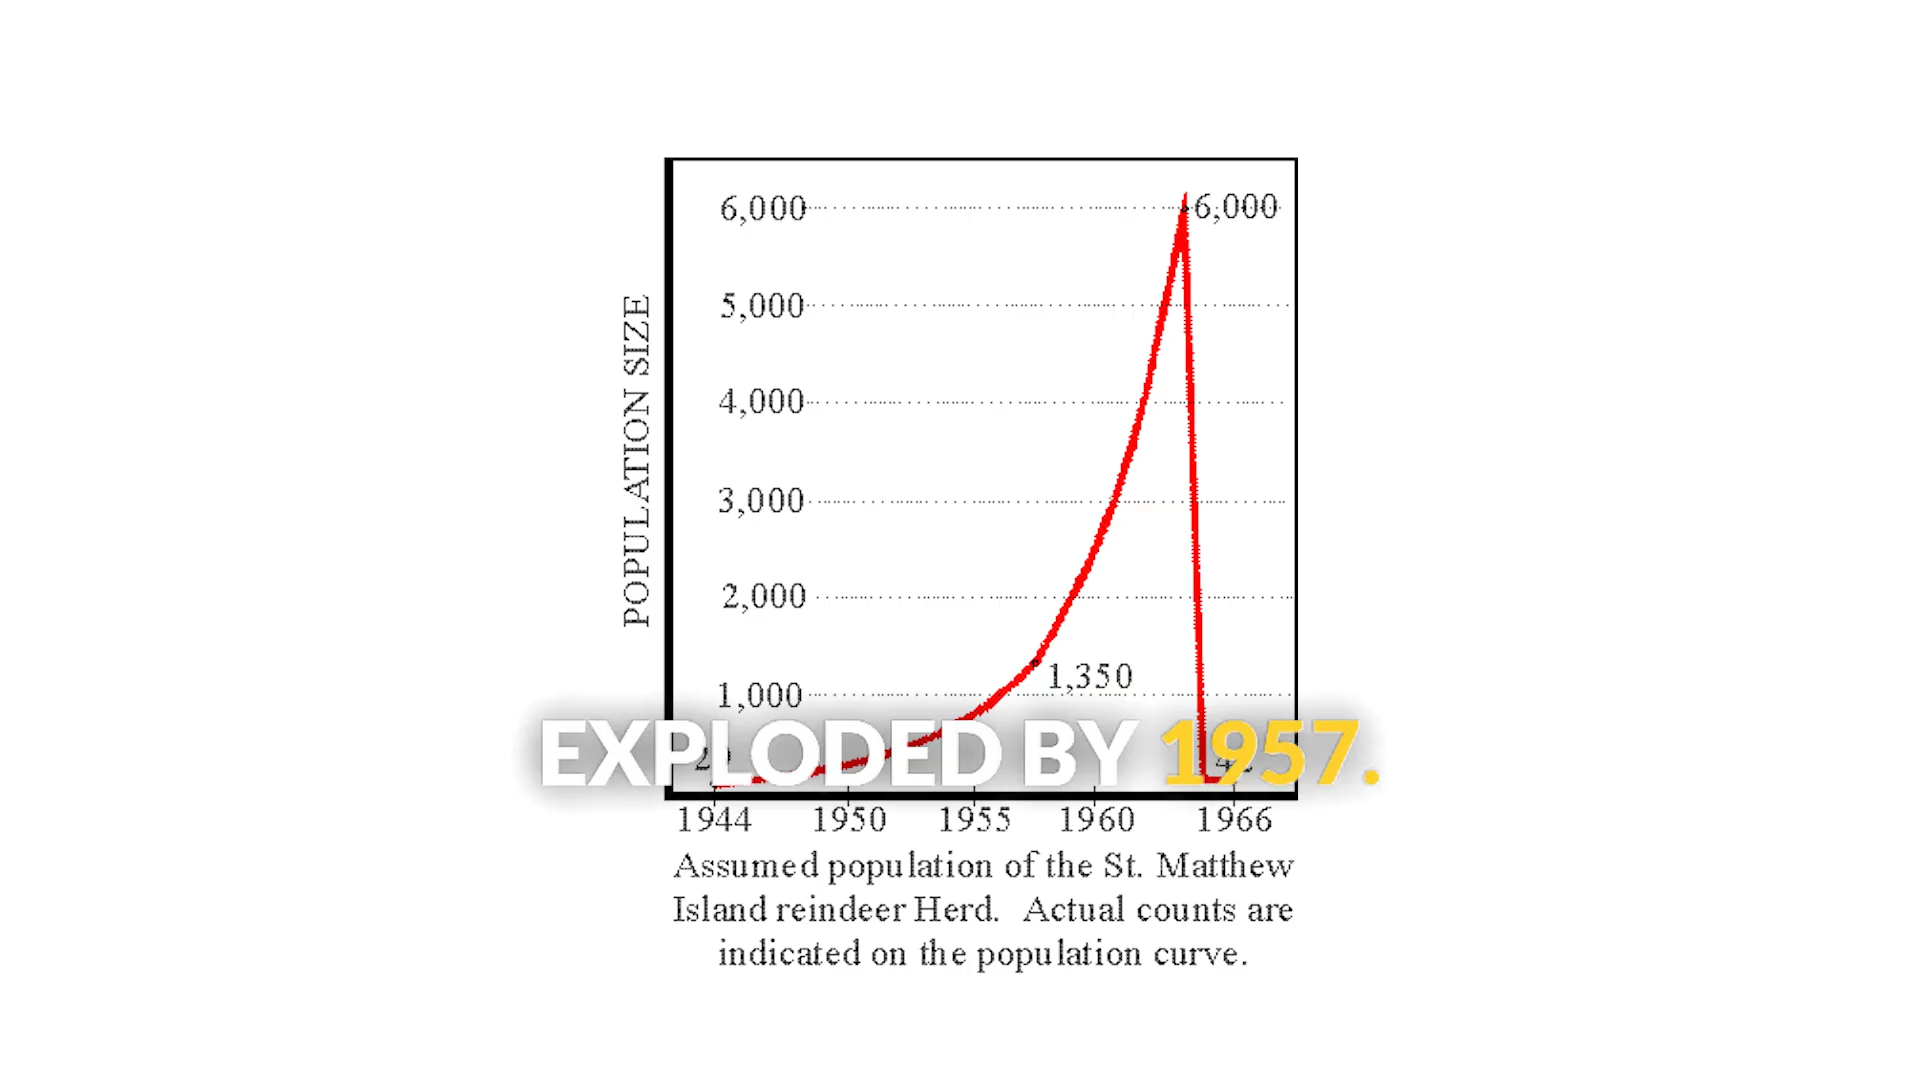 6,000
6,000
5,000
4,000
POPULATION SIZE
3,000
2,000
1,350
1,000
EXPLODED BY 1957.
1944 1950 1955 1960 1966
Assumed population of the St. Matthew
Island reindeer Herd. Actual counts are
indicated on the population curve.